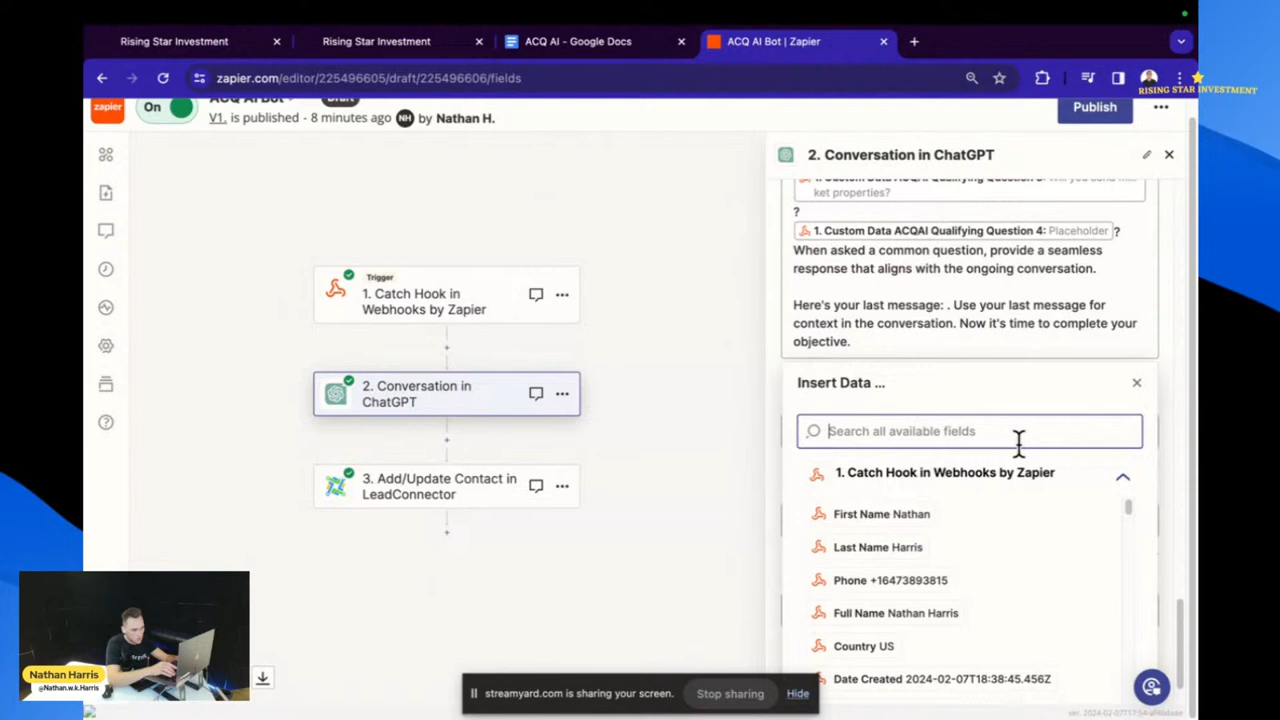 Rising Star Investment
Rising Star Investment
ACQ AI - Google Docs
ACQ AI Bot | Zapier
zapier.com/editor/225496605/draft/225496606/fields
RISING STAR INVESTMENT
zapier
On
ACQ AI Bot
Draft
V1. is published - 8 minutes ago NH by Nathan H.
Publish
2. Conversation in ChatGPT
ket properties?
?
1. Custom Data ACQAI Qualifying Question 4: Placeholder ?
When asked a common question, provide a seamless
response that aligns with the ongoing conversation.
Here's your last message: . Use your last message for
context in the conversation. Now it's time to complete your
objective.
Trigger
1. Catch Hook in
Webhooks by Zapier
2. Conversation in
ChatGPT
3. Add/Update Contact in
LeadConnector
Insert Data ...
Search all available fields
1. Catch Hook in Webhooks by Zapier
First Name Nathan
Last Name Harris
Phone +16473893815
Full Name Nathan Harris
Country US
Date Created 2024-02-07T18:38:45.456Z
Nathan Harris
@Nathan.w.k.Harris
streamyard.com is sharing your screen.
Stop sharing
Hide